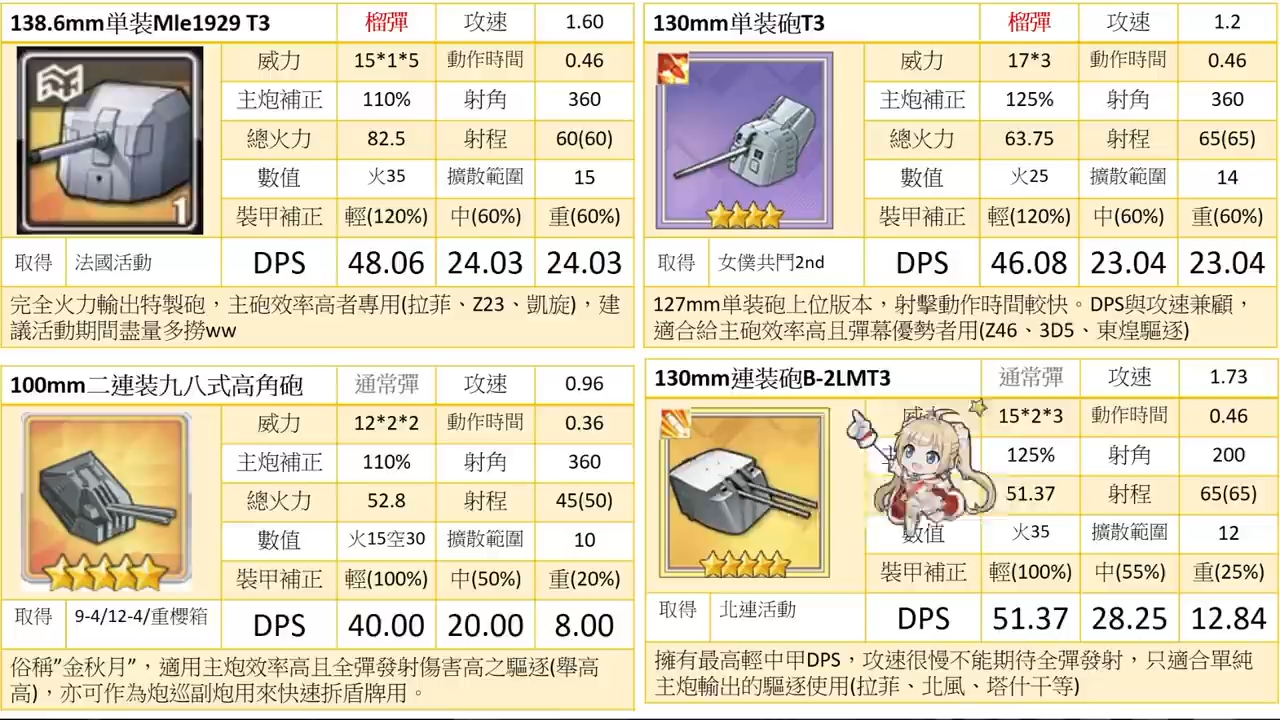 138.6mm単装Mle1929 T3 榴彈 攻速 1.60
威力 15*1*5 動作時間 0.46
主炮補正 110% 射角 360
總火力 82.5 射程 60(60)
數值 火35 擴散範圍 15
1
裝甲補正 輕(120%) 中(60%) 重(60%)
取得 法國活動 DPS 48.06 24.03 24.03
完全火力輸出特製砲，主砲效率高者專用(拉菲、Z23、凱旋)，建
議活動期間盡量多撈ww
130mm単装砲T3 榴彈 攻速 1.2
威力 17*3 動作時間 0.46
主炮補正 125% 射角 360
總火力 63.75 射程 65(65)
數值 火25 擴散範圍 14
裝甲補正 輕(120%) 中(60%) 重(60%)
取得 女僕共鬥2nd DPS 46.08 23.04 23.04
127mm単装砲上位版本，射擊動作時間較快。DPS與攻速兼顧，
適合給主砲效率高且彈幕優勢者用(Z46、3D5、東煌驅逐)
100mm二連装九八式高角砲 通常彈 攻速 0.96
威力 12*2*2 動作時間 0.36
主炮補正 110% 射角 360
總火力 52.8 射程 45(50)
數值 火15空30 擴散範圍 10
裝甲補正 輕(100%) 中(50%) 重(20%)
取得 9-4/12-4/重櫻箱 DPS 40.00 20.00 8.00
俗稱”金秋月”，適用主炮效率高且全彈發射傷害高之驅逐(舉高
高)，亦可作為炮巡副炮用來快速拆盾牌用。
130mm連装砲B-2LMT3 通常彈 攻速 1.73
威力 15*2*3 動作時間 0.46
125% 射角 200
51.37 射程 65(65)
數值 火35 擴散範圍 12
裝甲補正 輕(100%) 中(55%) 重(25%)
取得 北連活動 DPS 51.37 28.25 12.84
擁有最高輕中甲DPS，攻速很慢不能期待全彈發射，只適合單純
主炮輸出的驅逐使用(拉菲、北風、塔什干等)